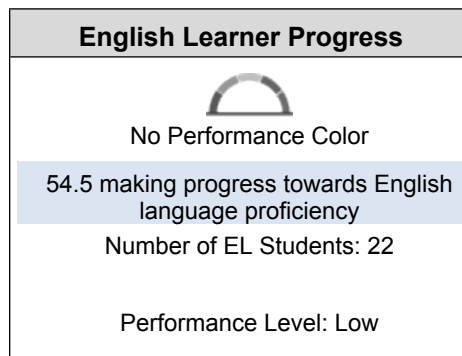 English Learner Progress
No Performance Color
54.5 making progress towards English
language proficiency
Number of EL Students: 22
Performance Level: Low